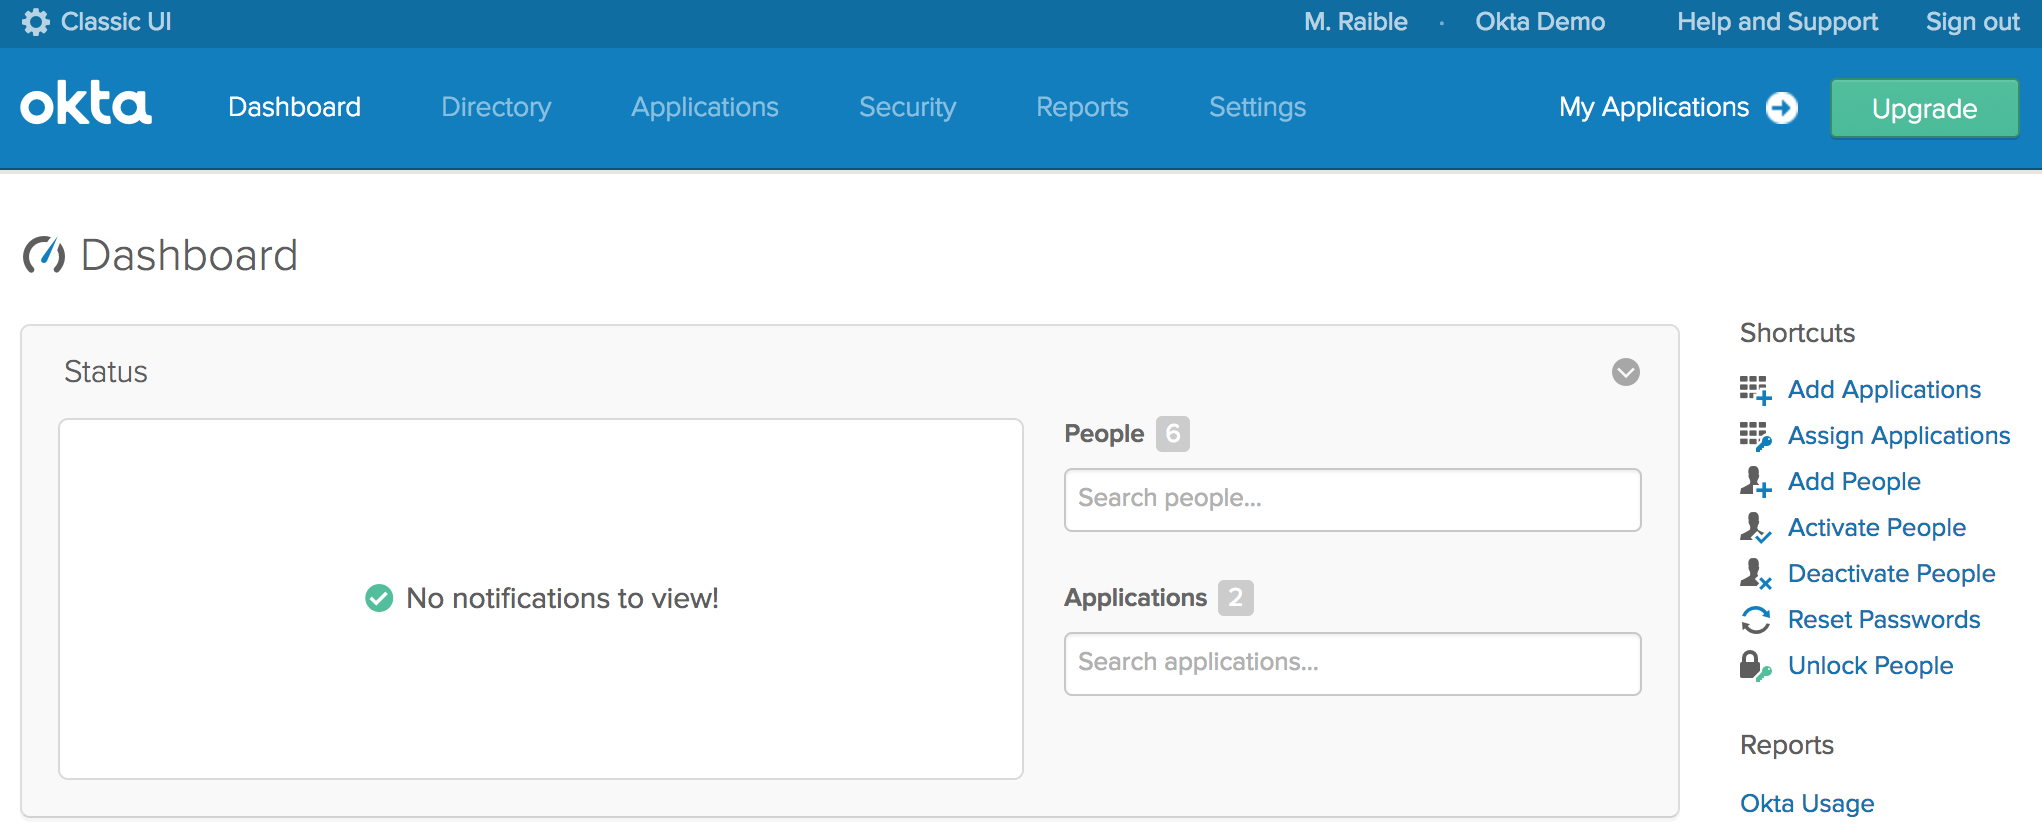 Classic UI M. Raible · Okta Demo Help and Support Sign out
okta Dashboard Directory Applications Security Reports Settings My Applications Upgrade
Dashboard
Status
No notifications to view!
People 6
Search people...
Applications 2
Search applications...
Shortcuts
Add Applications
Assign Applications
Add People
Activate People
Deactivate People
Reset Passwords
Unlock People
Reports
Okta Usage